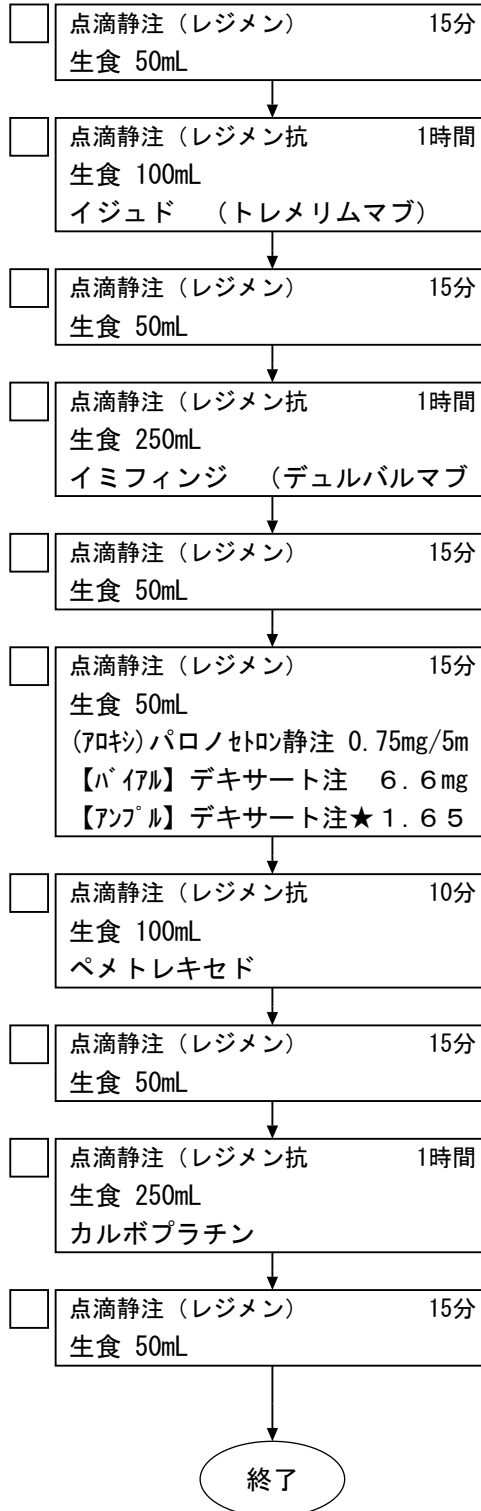 点滴静注（レジメン） 15分
生食 50mL
点滴静注（レジメン抗 1時間
生食 100mL
イジュド （トレメリムマブ）
点滴静注（レジメン） 15分
生食 50mL
点滴静注（レジメン抗 1時間
生食 250mL
イミフィンジ （デュルバルマブ
点滴静注（レジメン） 15分
生食 50mL
点滴静注（レジメン） 15分
生食 50mL
(ｱﾛｷｼ)パロノｾﾄﾛﾝ静注 0.75mg/5m
【ﾊﾞｲｱﾙ】デキサート注 ６.６mg
【ｱﾝﾌﾟﾙ】デキサート注★１.６５
点滴静注（レジメン抗 10分
生食 100mL
ペメトレキセド
点滴静注（レジメン） 15分
生食 50mL
点滴静注（レジメン抗 1時間
生食 250mL
カルボプラチン
点滴静注（レジメン） 15分
生食 50mL
終了